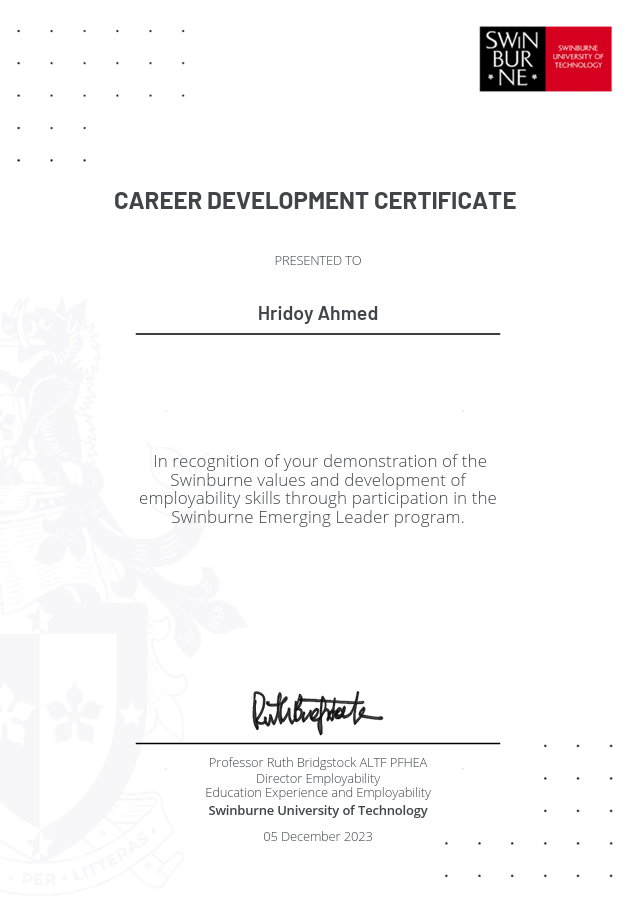 SWIN
BUR
* NE *
SWINBURNE
UNIVERSITY OF
TECHNOLOGY
CAREER DEVELOPMENT CERTIFICATE
PRESENTED TO
Hridoy Ahmed
In recognition of your demonstration of the
Swinburne values and development of
employability skills through participation in the
Swinburne Emerging Leader program.
Ruth Bridgstock
Professor Ruth Bridgstock ALTF PFHEA
Director Employability
Education Experience and Employability
Swinburne University of Technology
05 December 2023
· PER · LITTERAS ·